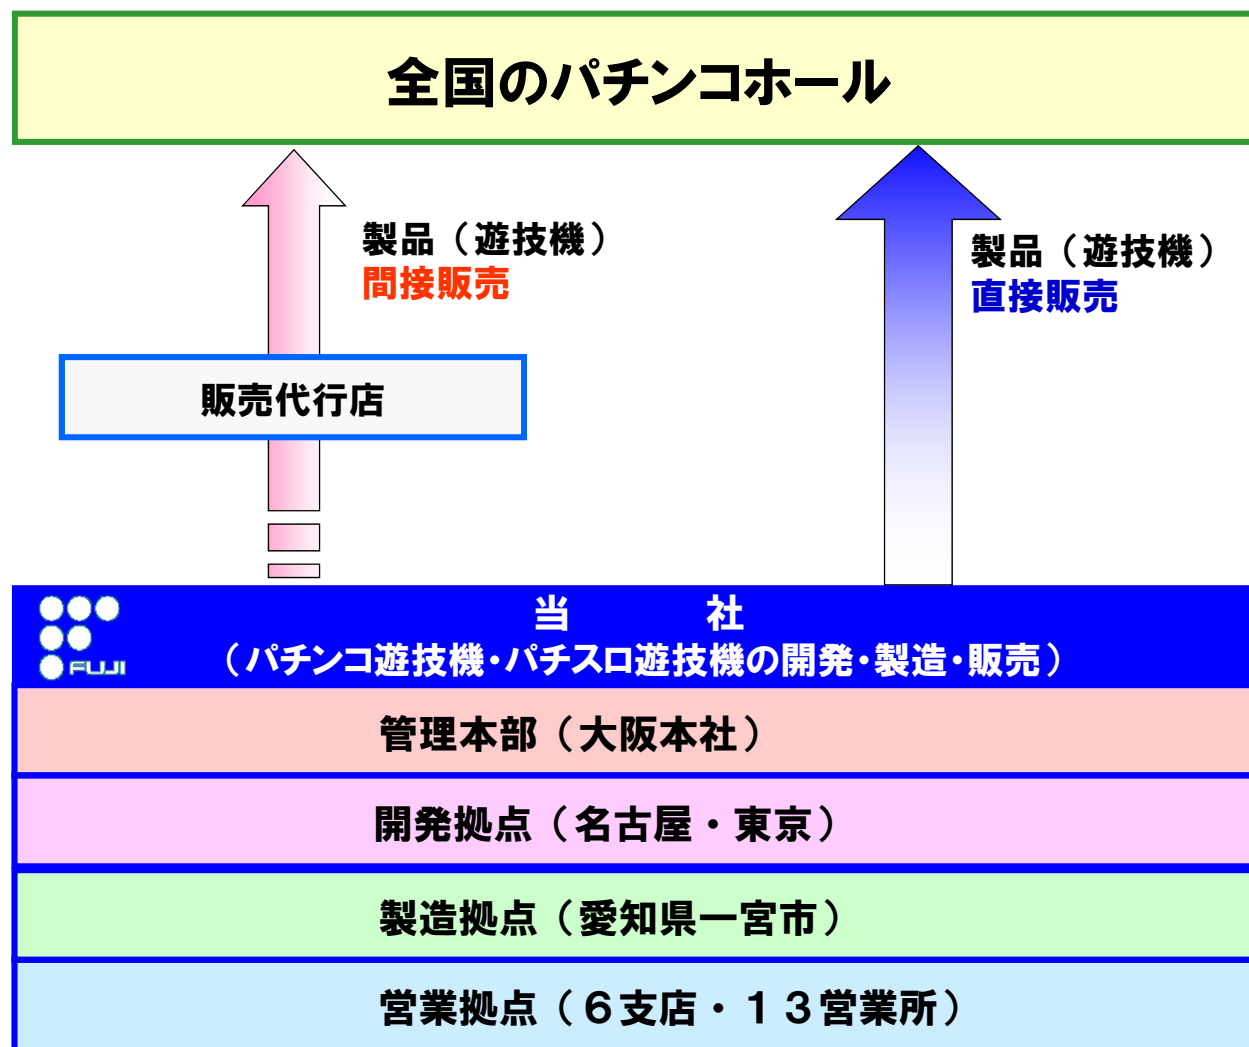 全国のパチンコホール
製品（遊技機）
間接販売
製品（遊技機）
直接販売
販売代行店
当　　　社
FUJI
（パチンコ遊技機・パチスロ遊技機の開発・製造・販売）
管理本部（大阪本社）
開発拠点（名古屋・東京）
製造拠点（愛知県一宮市）
営業拠点（６支店・１３営業所）